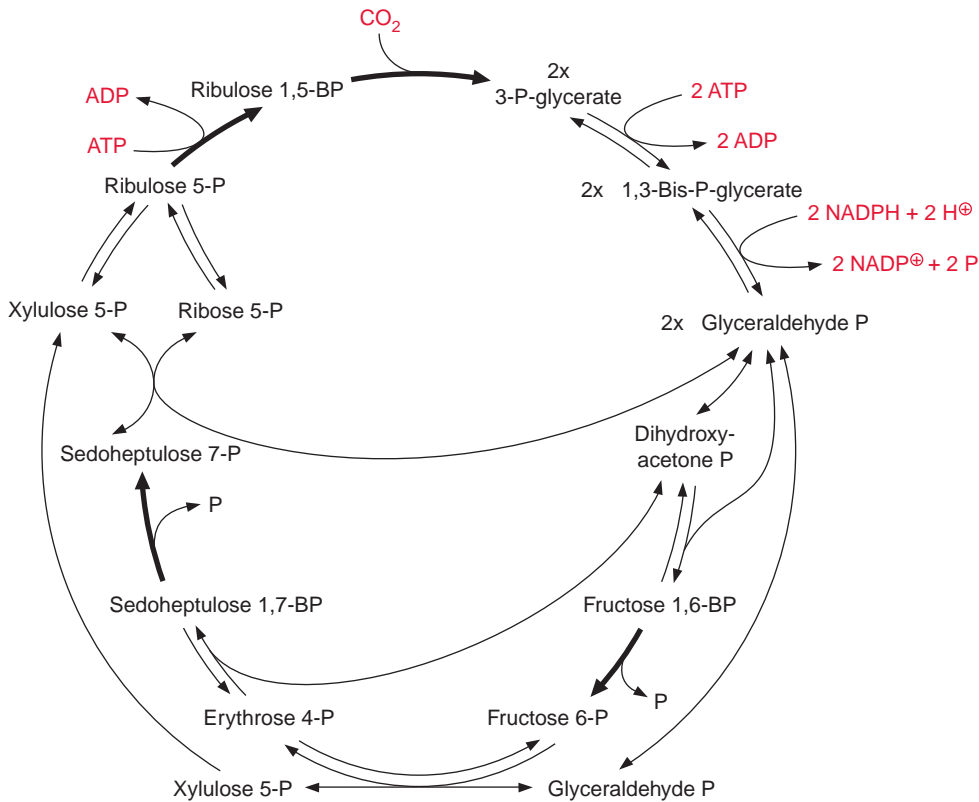 CO₂
2x
3-P-glycerate
Ribulose 1,5-BP
ADP
2 ATP
ATP
2 ADP
Ribulose 5-P
2x 1,3-Bis-P-glycerate
2 NADPH + 2 H⊕
2 NADP⊕ + 2 P
Xylulose 5-P
Ribose 5-P
2x Glyceraldehyde P
Dihydroxy-
acetone P
Sedoheptulose 7-P
P
Sedoheptulose 1,7-BP
Fructose 1,6-BP
P
Erythrose 4-P
Fructose 6-P
Xylulose 5-P
Glyceraldehyde P